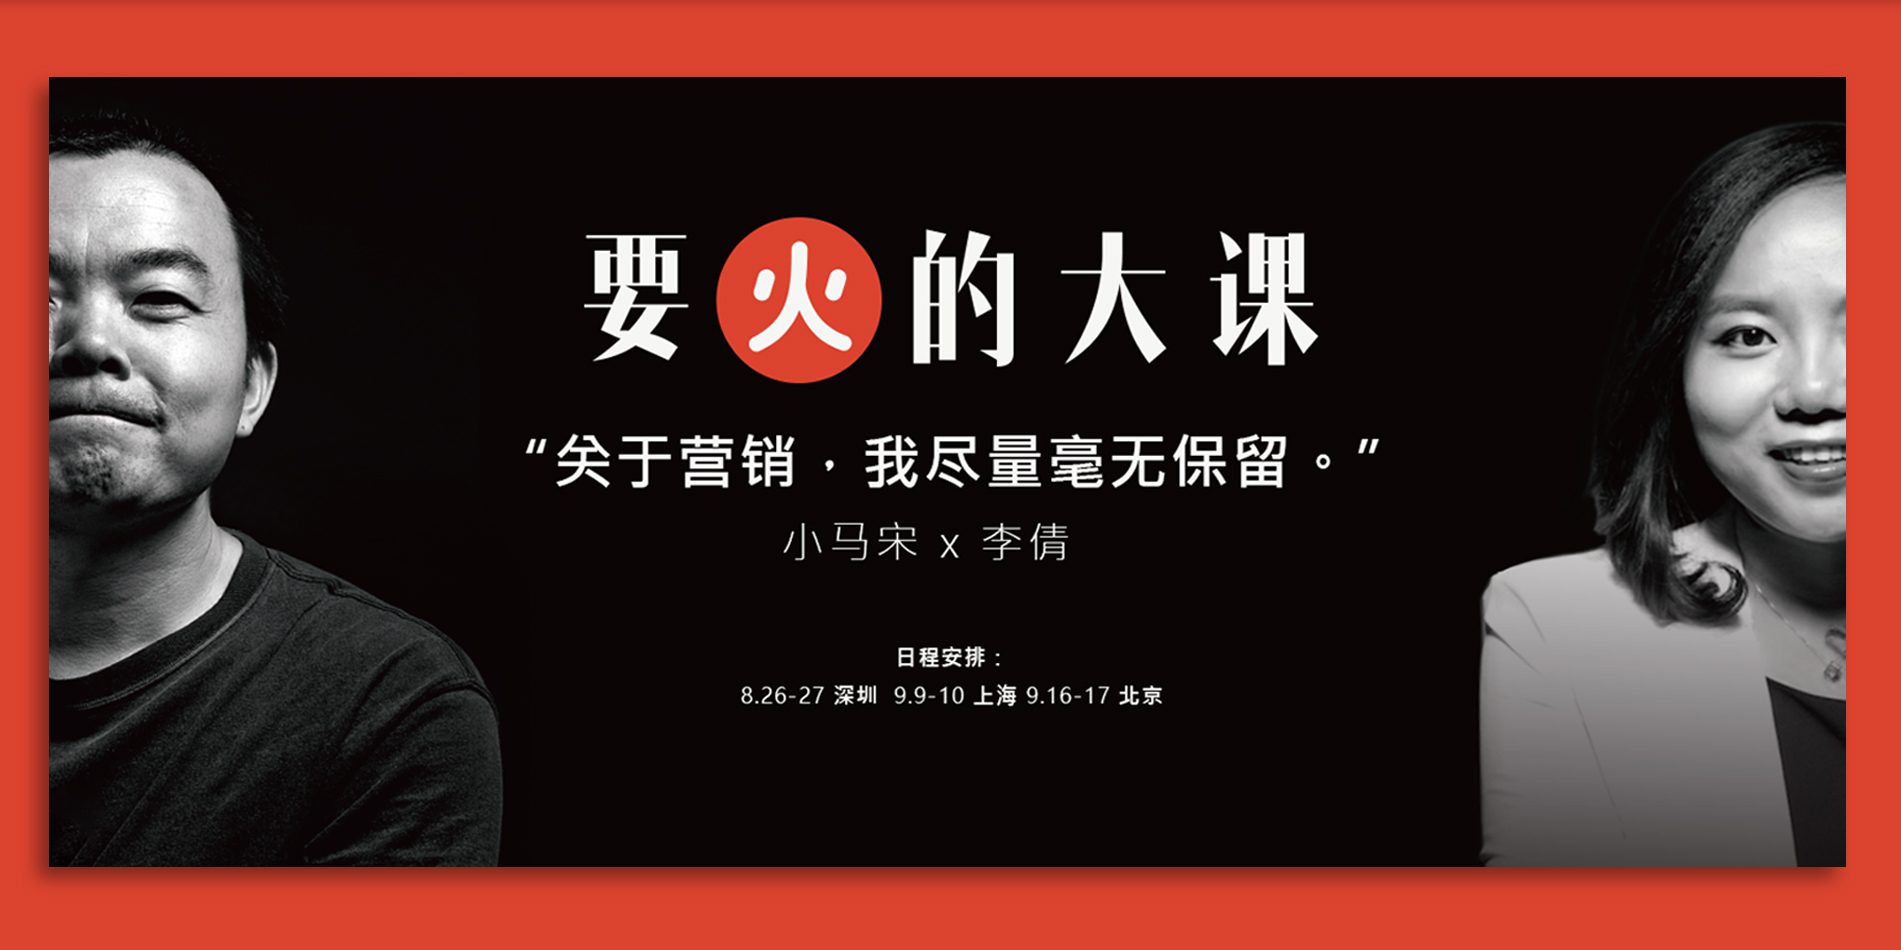 要火的大课
“关于营销，我尽量毫无保留。”
小马宋 x 李倩
日程安排：
8.26-27 深圳 9.9-10 上海 9.16-17 北京